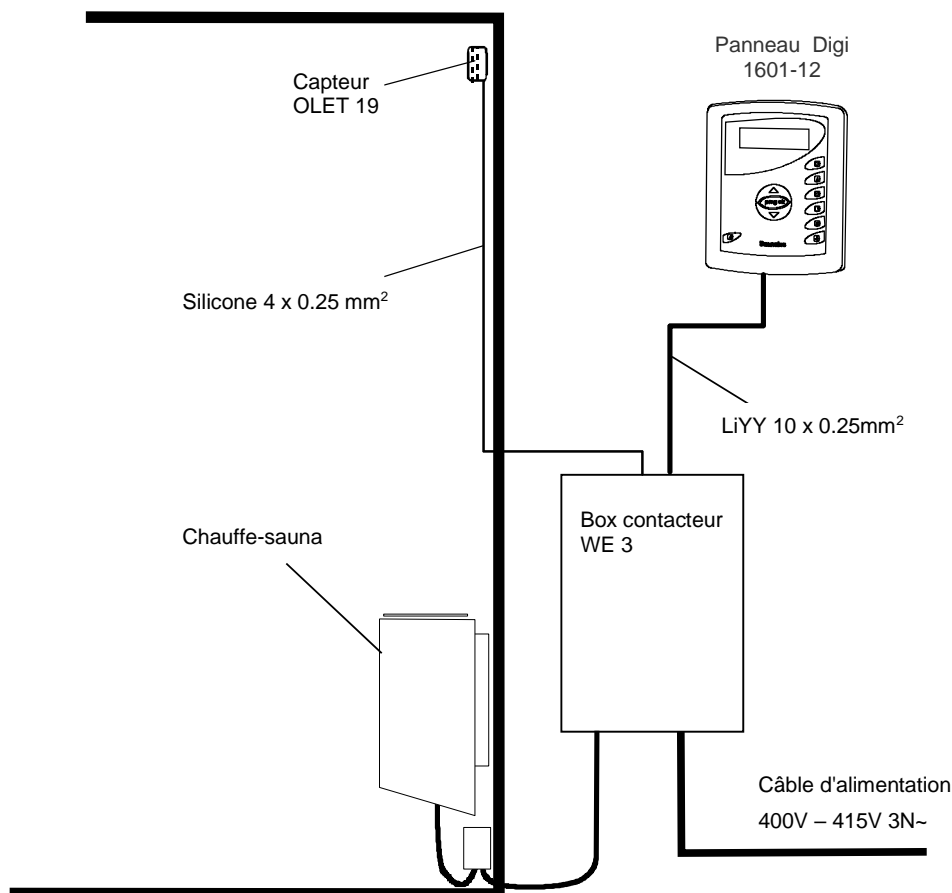 Panneau Digi
1601-12
Capteur
OLET 19
Silicone 4 x 0.25 mm²
LiYY 10 x 0.25mm²
Box contacteur
WE 3
Chauffe-sauna
Câble d'alimentation
400V – 415V 3N~